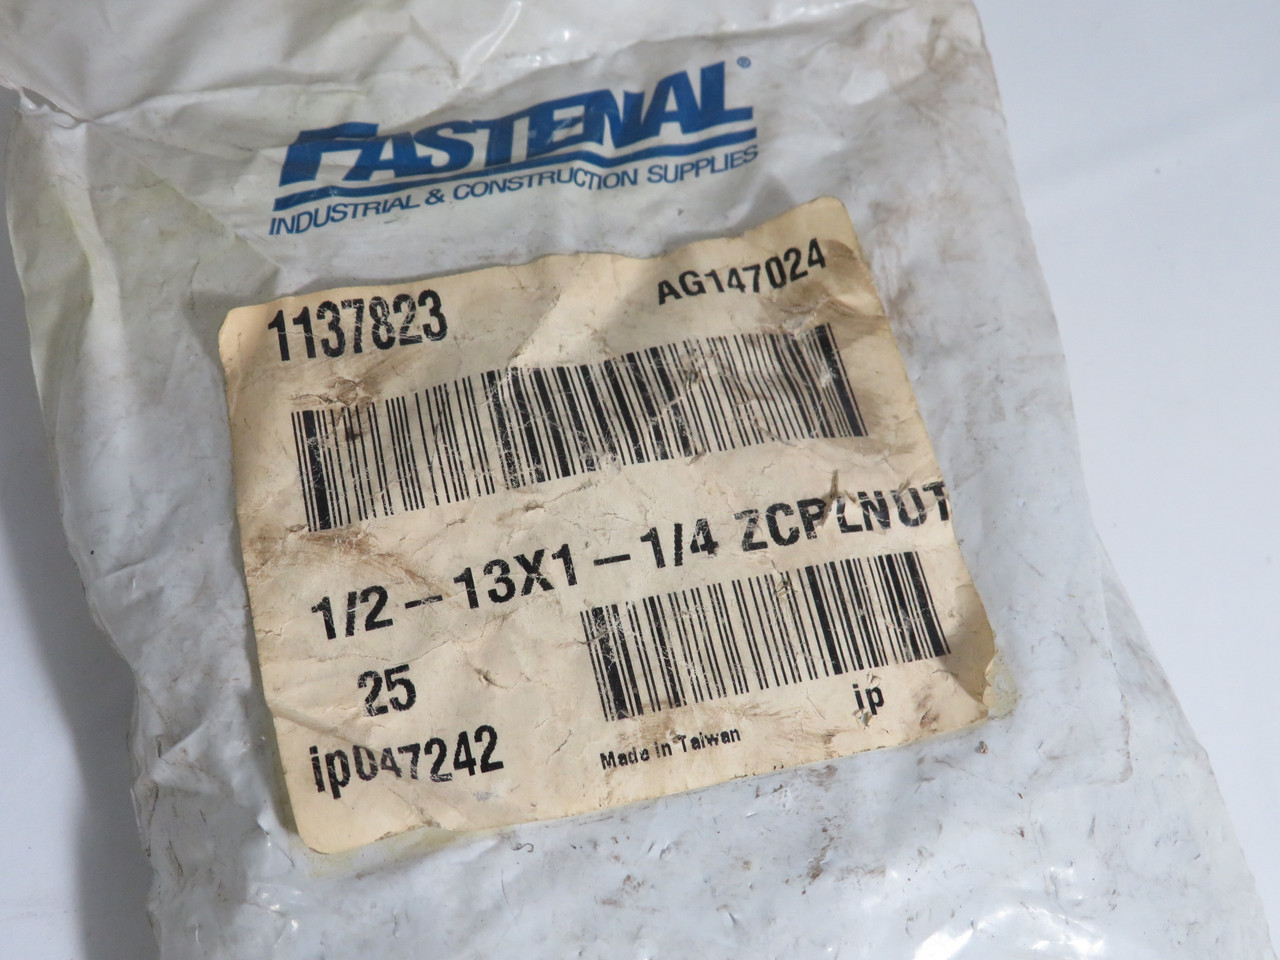 FASTENAL®
INDUSTRIAL & CONSTRUCTION SUPPLIES
1137823 AG147024
1/2-13X1-1/4 ZCPLNUT
25
ip
ip047242 Made in Taiwan